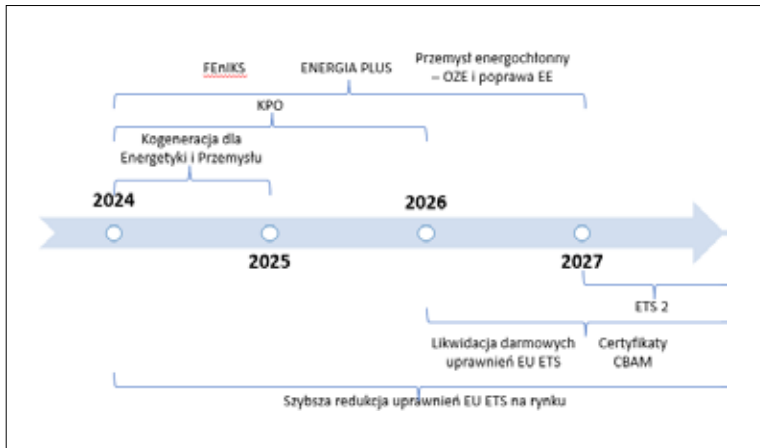 FEnIKS
ENERGIA PLUS
Przemysł energochłonny
– OZE i poprawa EE
KPO
Kogeneracja dla
Energetyki i Przemysłu
2024
2026
2025
2027
ETS 2
Likwidacja darmowych
uprawnień EU ETS
Certyfikaty
CBAM
Szybsza redukcja uprawnień EU ETS na rynku